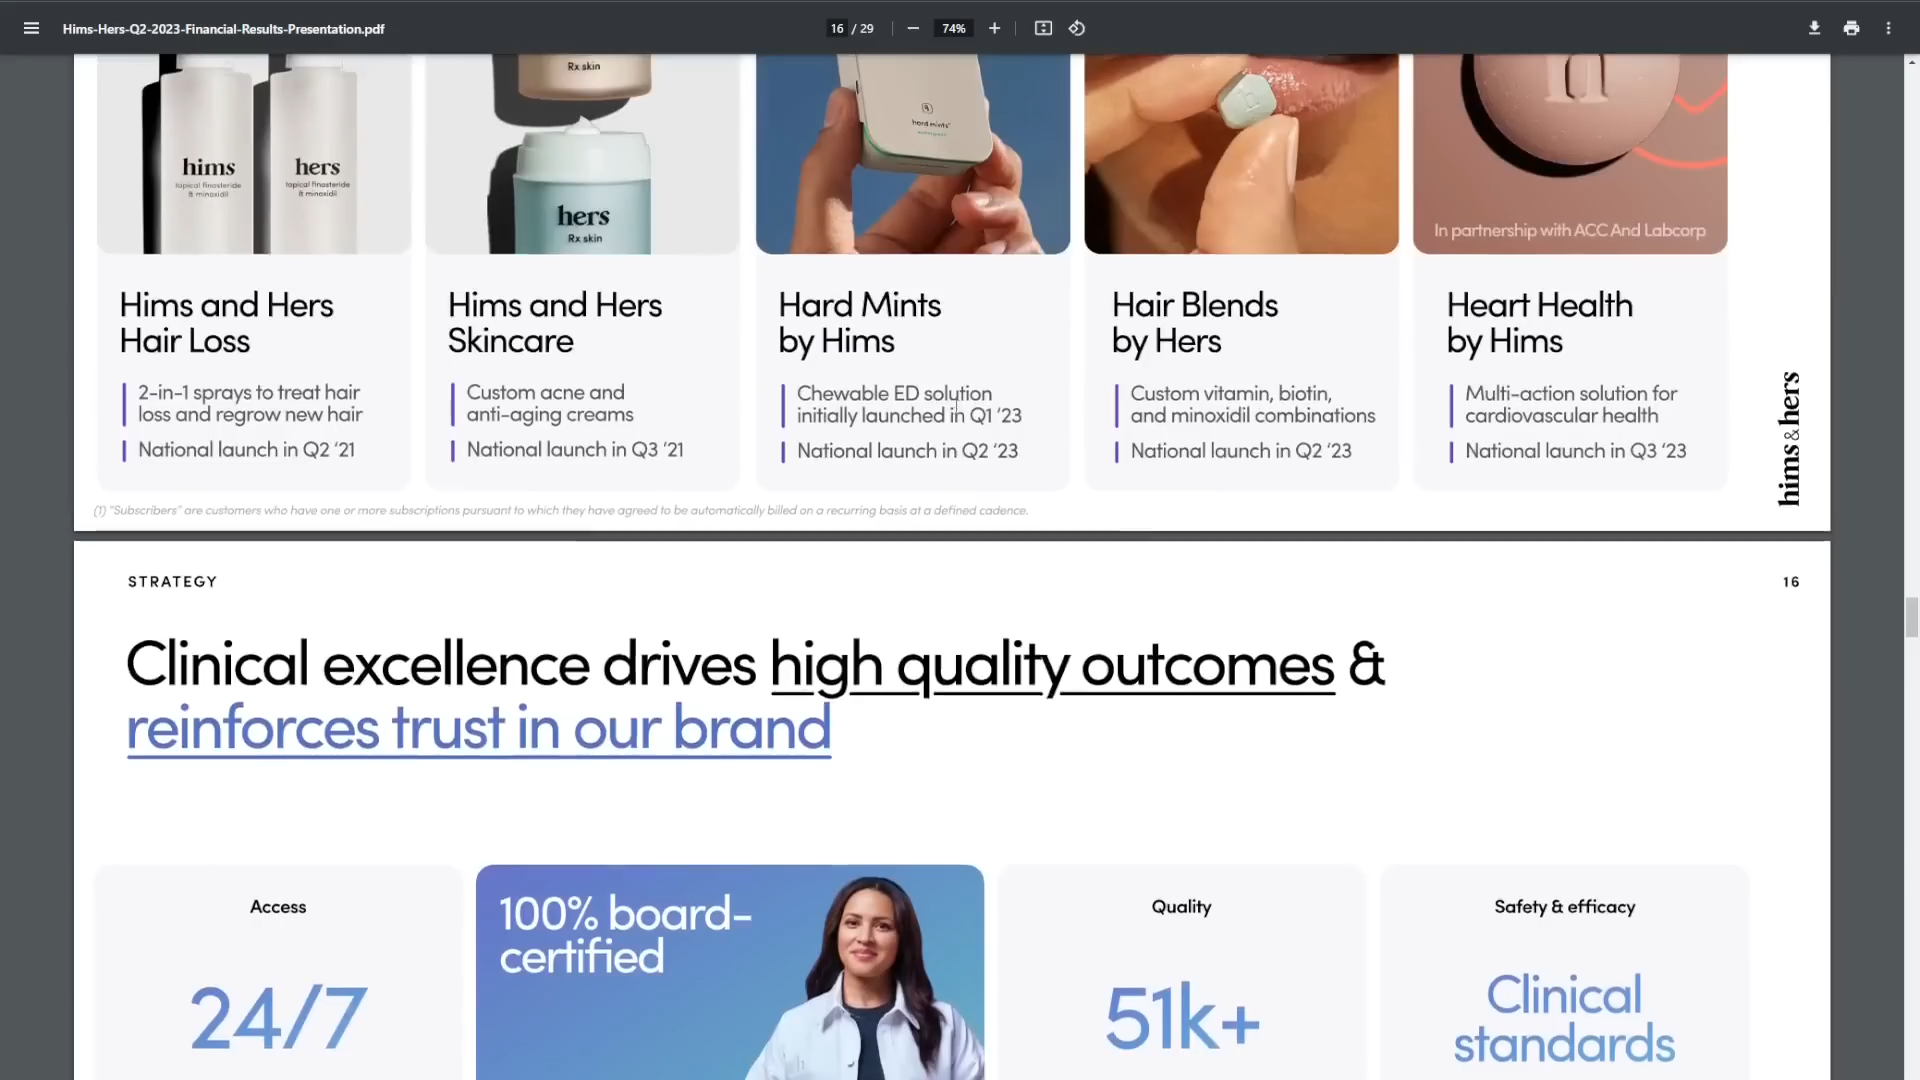 Hims-Hers-Q2-2023-Financial-Results-Presentation.pdf
16 / 29
74%
Rx skin
hims
topical finasteride
& minoxidil
hers
topical finasteride
& minoxidil
hers
Rx skin
hard mints
In partnership with ACC And Labcorp
Hims and Hers
Hair Loss
2-in-1 sprays to treat hair
loss and regrow new hair
National launch in Q2 ‘21
Hims and Hers
Skincare
Custom acne and
anti-aging creams
National launch in Q3 ‘21
Hard Mints
by Hims
Chewable ED solution
initially launched in Q1 ‘23
National launch in Q2 ‘23
Hair Blends
by Hers
Custom vitamin, biotin,
and minoxidil combinations
National launch in Q2 ‘23
Heart Health
by Hims
Multi-action solution for
cardiovascular health
National launch in Q3 ‘23
hims & hers
(1) "Subscribers" are customers who have one or more subscriptions pursuant to which they have agreed to be automatically billed on a recurring basis at a defined cadence.
STRATEGY
16
Clinical excellence drives high quality outcomes &
reinforces trust in our brand
Access
24/7
100% board-
certified
Quality
51k+
Safety & efficacy
Clinical
standards